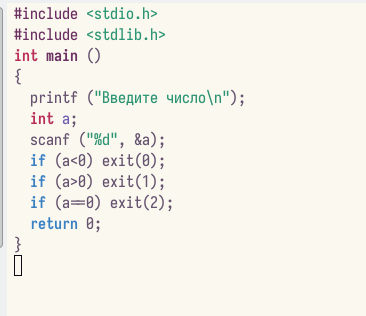 #include <stdio.h>
#include <stdlib.h>
int main ()
{
printf ("Введите число\n");
int a;
scanf ("%d", &a);
if (a<0) exit(0);
if (a>0) exit(1);
if (a==0) exit(2);
return 0;
}